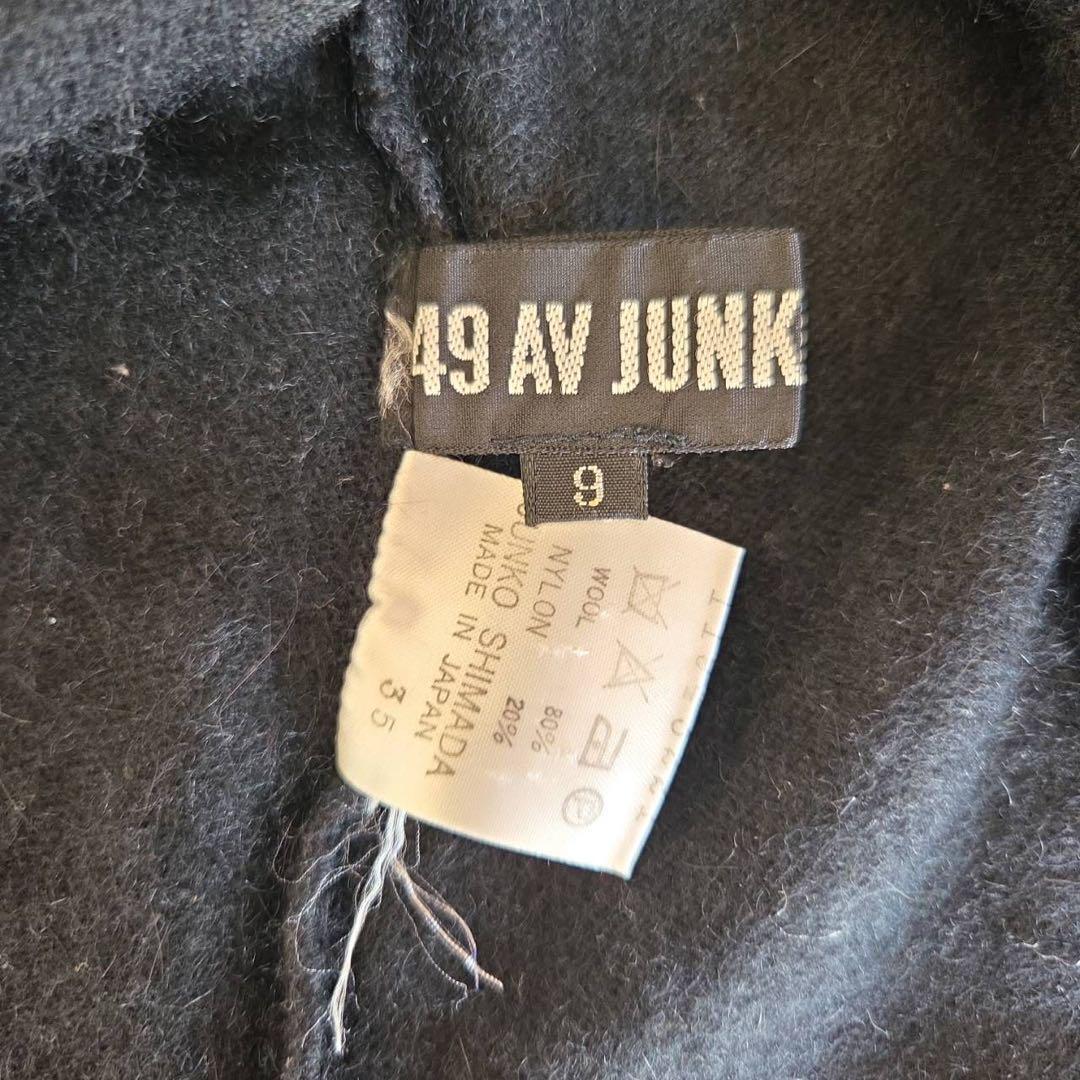 49 AV JUNK
9
WOOL 80%
NYLON 20%
JUNKO SHIMADA
MADE IN JAPAN
35